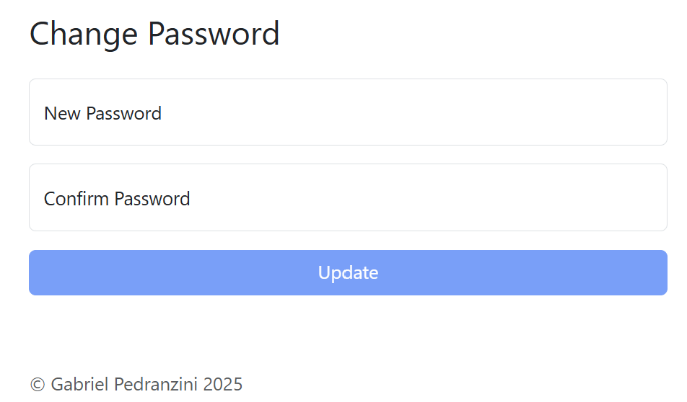 Change Password
New Password
Confirm Password
Update
© Gabriel Pedranzini 2025